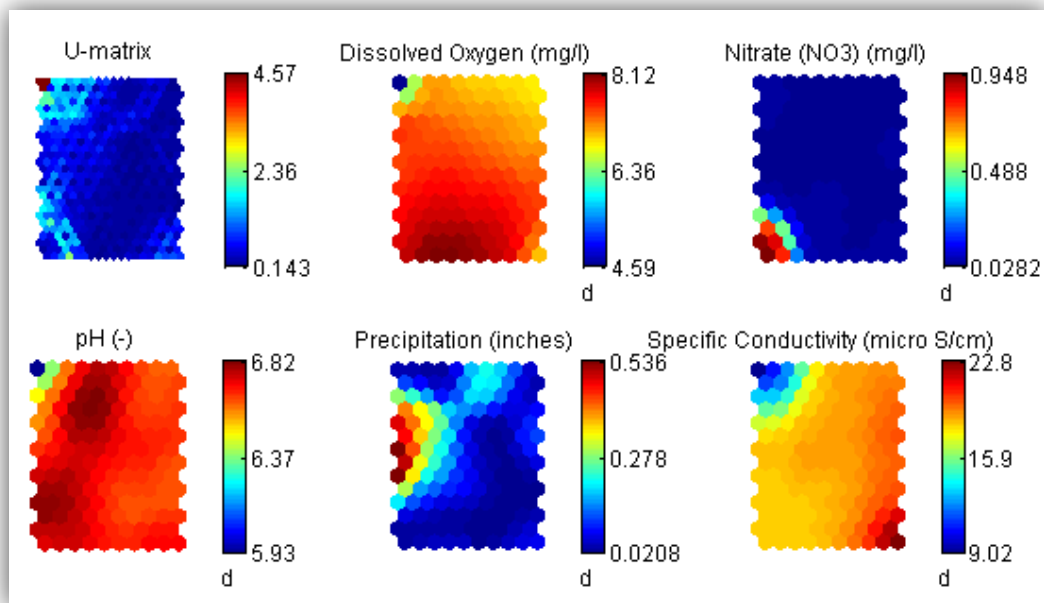 U-matrix
4.57
2.36
0.143
Dissolved Oxygen (mg/l)
8.12
6.36
4.59
d
Nitrate (NO3) (mg/l)
0.948
0.488
0.0282
d
pH (-)
6.82
6.37
5.93
d
Precipitation (inches)
0.536
0.278
0.0208
d
Specific Conductivity (micro S/cm)
22.8
15.9
9.02
d